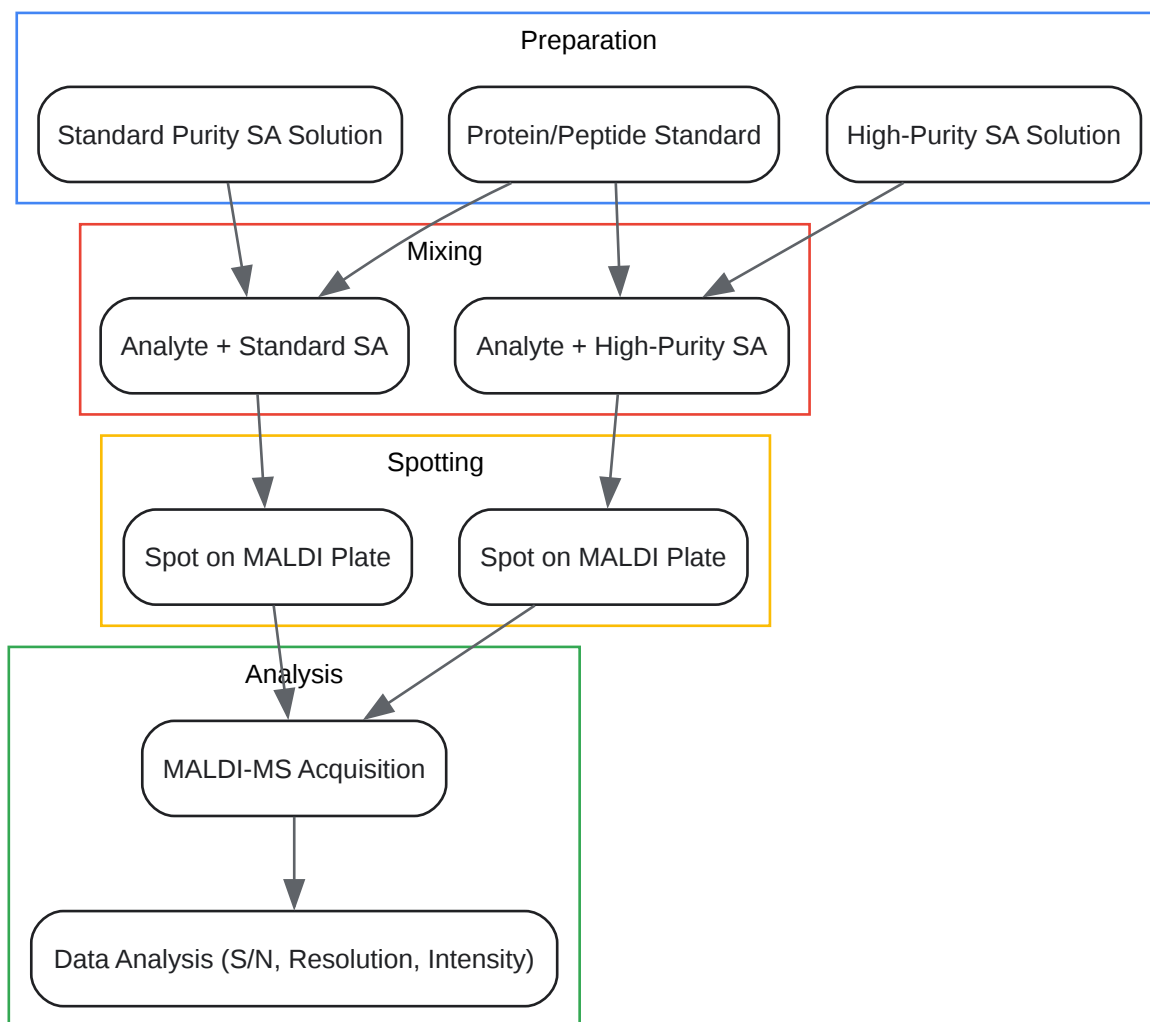 Preparation
Standard Purity SA Solution
Protein/Peptide Standard
High-Purity SA Solution
Mixing
Analyte + Standard SA
Analyte + High-Purity SA
Spotting
Spot on MALDI Plate
Spot on MALDI Plate
Analysis
MALDI-MS Acquisition
Data Analysis (S/N, Resolution, Intensity)